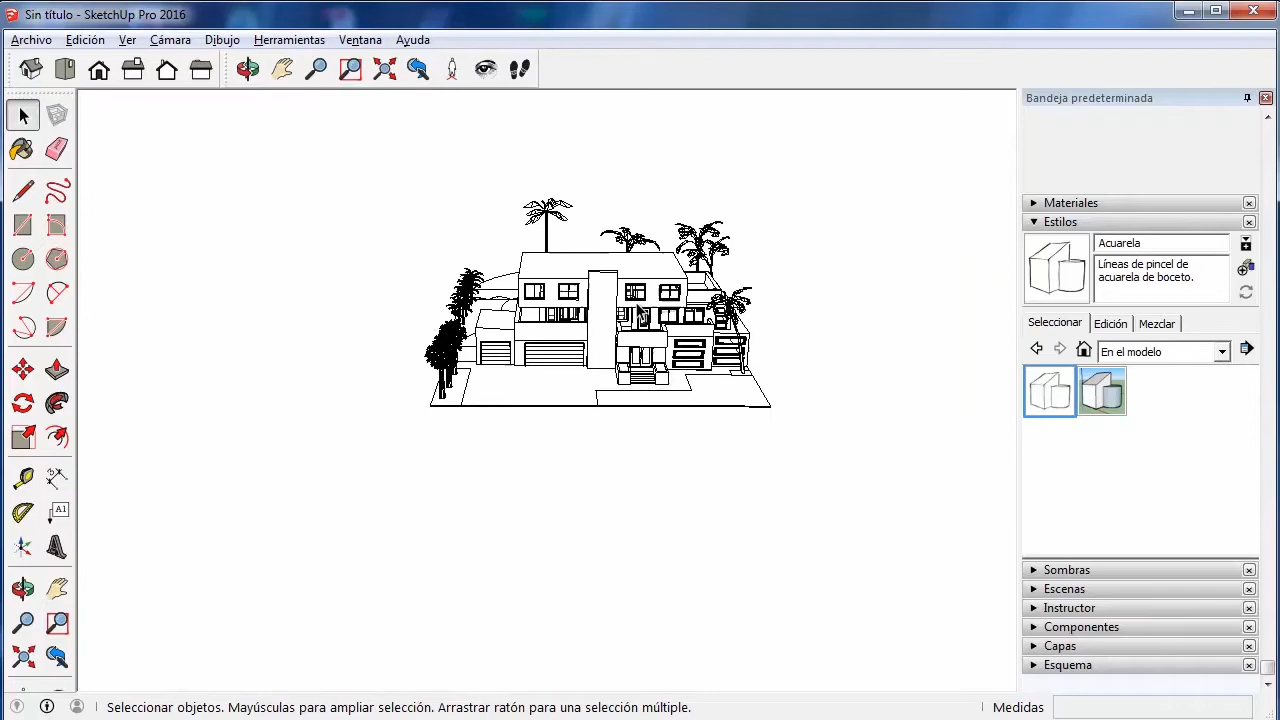 Sin título - SketchUp Pro 2016
Archivo Edición Ver Cámara Dibujo Herramientas Ventana Ayuda
Bandeja predeterminada
Materiales
Estilos
Acuarela
Líneas de pincel de
acuarela de boceto.
Seleccionar Edición Mezclar
En el modelo
A1
Sombras
Escenas
Instructor
Componentes
Capas
Esquema
Seleccionar objetos. Mayúsculas para ampliar selección. Arrastrar ratón para una selección múltiple.
Medidas